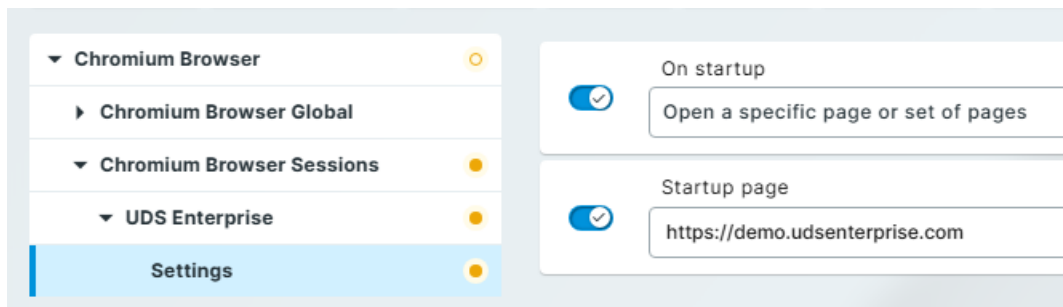 Chromium Browser
Chromium Browser Global
Chromium Browser Sessions
UDS Enterprise
Settings
On startup
Open a specific page or set of pages
Startup page
https://demo.udsenterprise.com